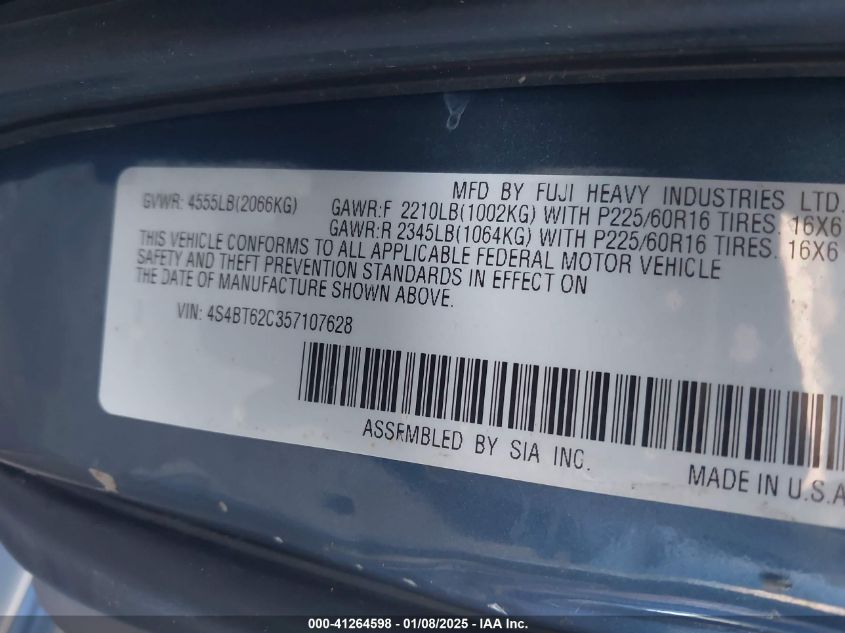 MFD BY FUJI HEAVY INDUSTRIES LTD.
GVWR: 4555LB(2066KG)
GAWR:F 2210LB(1002KG) WITH P225/60R16 TIRES. 16X6
GAWR:R 2345LB(1064KG) WITH P225/60R16 TIRES. 16X6
THIS VEHICLE CONFORMS TO ALL APPLICABLE FEDERAL MOTOR VEHICLE
SAFETY AND THEFT PREVENTION STANDARDS IN EFFECT ON
THE DATE OF MANUFACTURE SHOWN ABOVE.
VIN: 4S4BT62C357107628
ASSEMBLED BY SIA INC.
MADE IN U.S.A
000-41264598 - 01/08/2025 - IAA Inc.